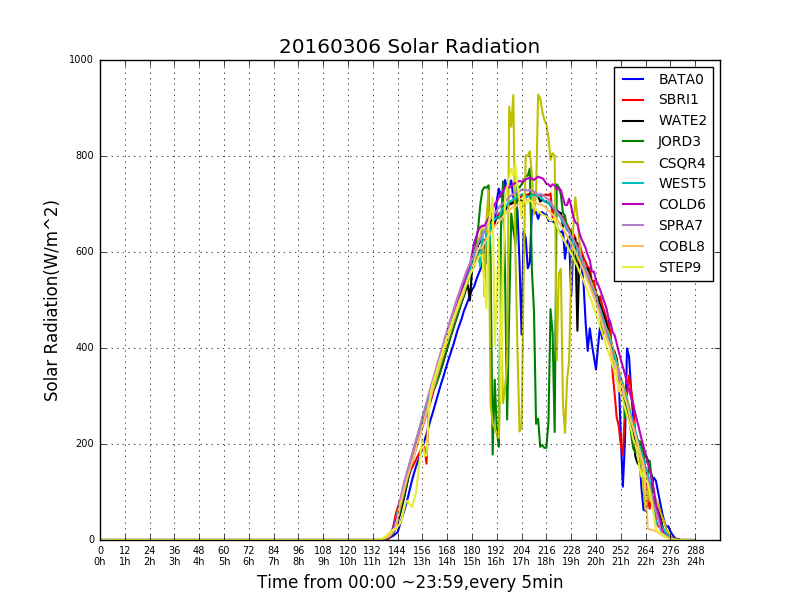 20160306 Solar Radiation
1000
800
600
400
200
0
Solar Radiation(W/m^2)
BATA0
SBRI1
WATE2
JORD3
CSQR4
WEST5
COLD6
SPRA7
COBL8
STEP9
0 12 24 36 48 60 72 84 96 108 120 132 144 156 168 180 192 204 216 228 240 252 264 276 288
0h 1h 2h 3h 4h 5h 6h 7h 8h 9h 10h 11h 12h 13h 14h 15h 16h 17h 18h 19h 20h 21h 22h 23h 24h
Time from 00:00 ~23:59,every 5min